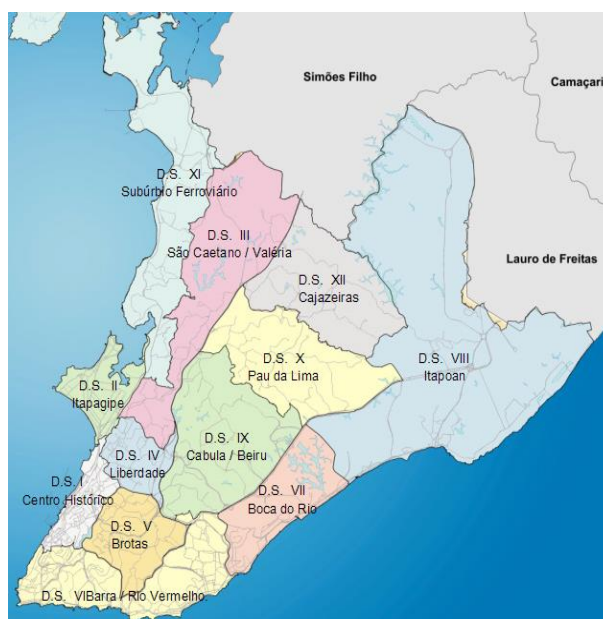 Simões Filho
Camaçari
D.S. XI
Subúrbio Ferroviário
D.S. III
São Caetano / Valéria
Lauro de Freitas
D.S. XII
Cajazeiras
D.S. X
Pau da Lima
D.S. VIII
Itapoan
D.S. II
Itapagipe
D.S. IX
Cabula / Beiru
D.S. IV
Liberdade
D.S. I
Centro Histórico
D.S. VII
Boca do Rio
D.S. V
Brotas
D.S. VIBarra / Rio Vermelho.